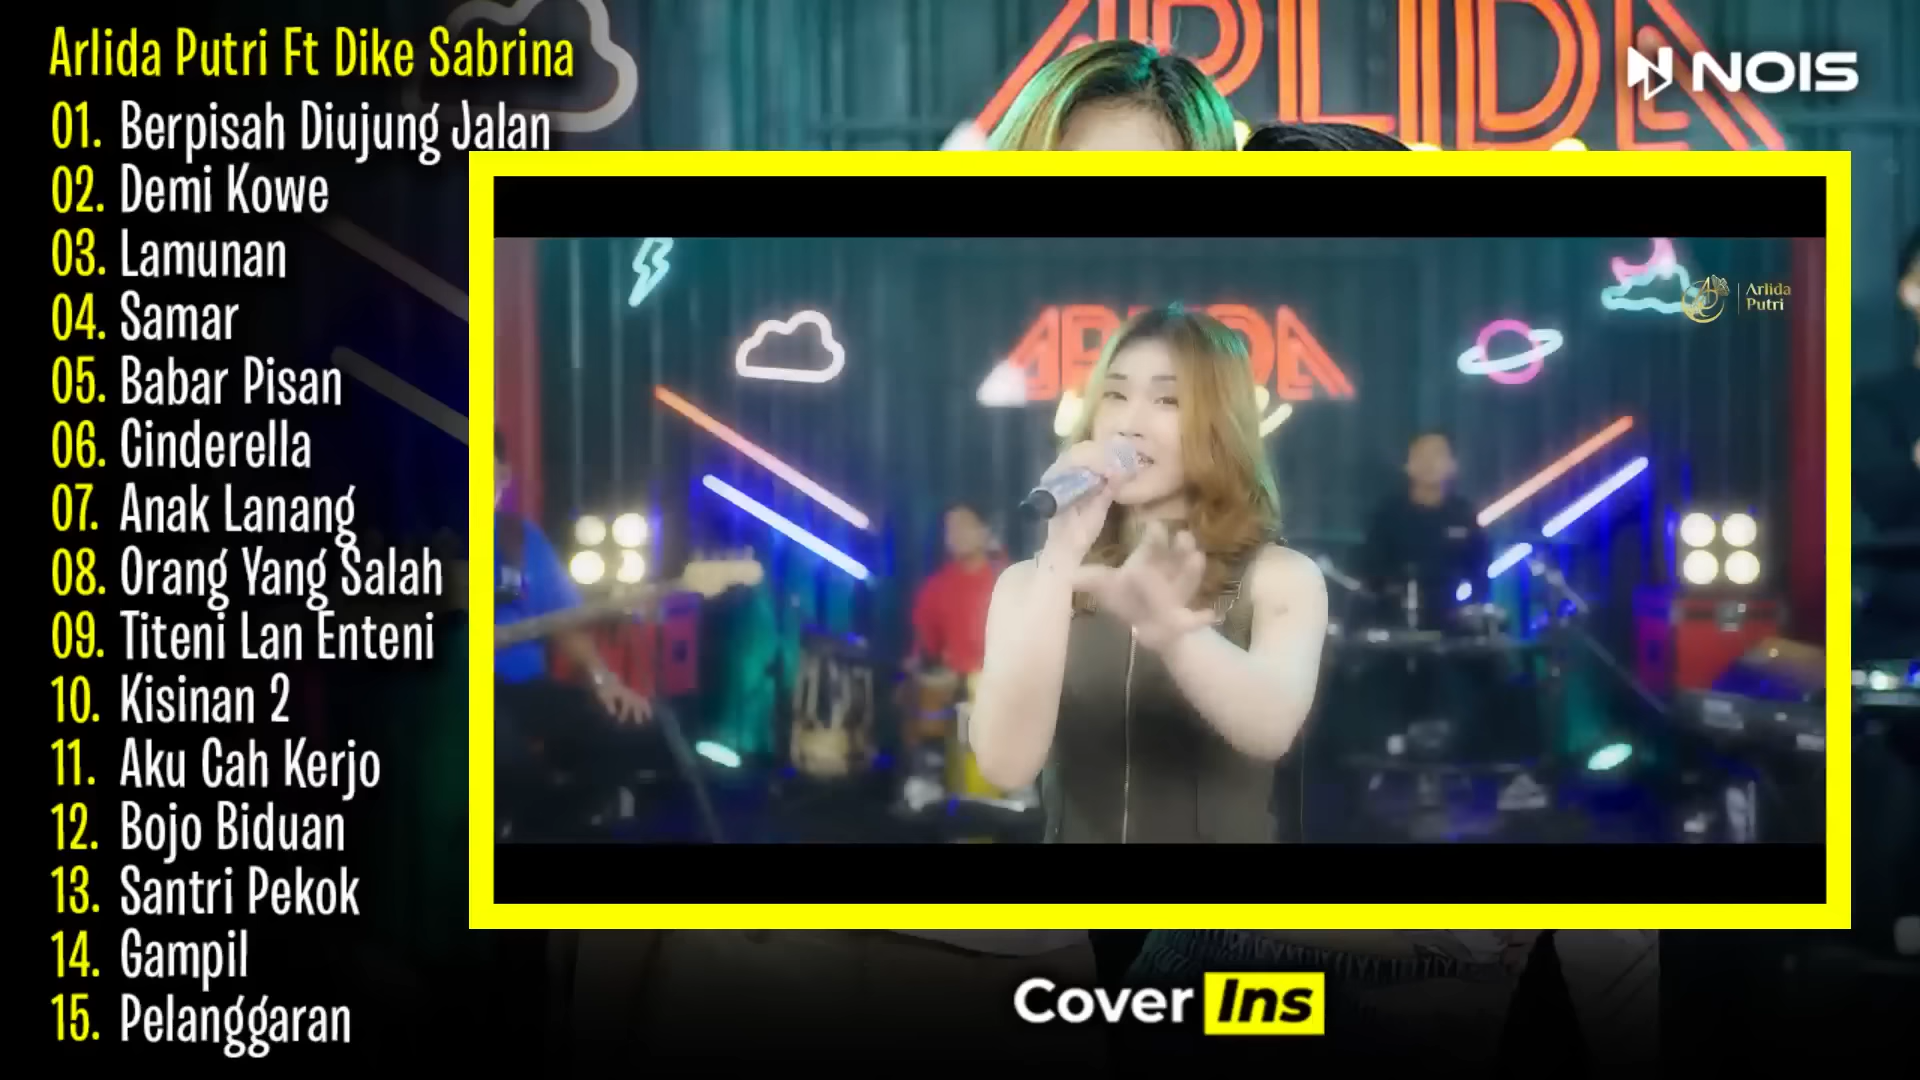 Arlida Putri Ft Dike Sabrina
01. Berpisah Diujung Jalan
02. Demi Kowe
03. Lamunan
04. Samar
05. Babar Pisan
06. Cinderella
07. Anak Lanang
08. Orang Yang Salah
09. Titeni Lan Enteni
10. Kisinan 2
11. Aku Cah Kerjo
12. Bojo Biduan
13. Santri Pekok
14. Gampil
15. Pelanggaran
ARLIDA
NOIS
ARLIDA
Arlida
Putri
Cover Ins